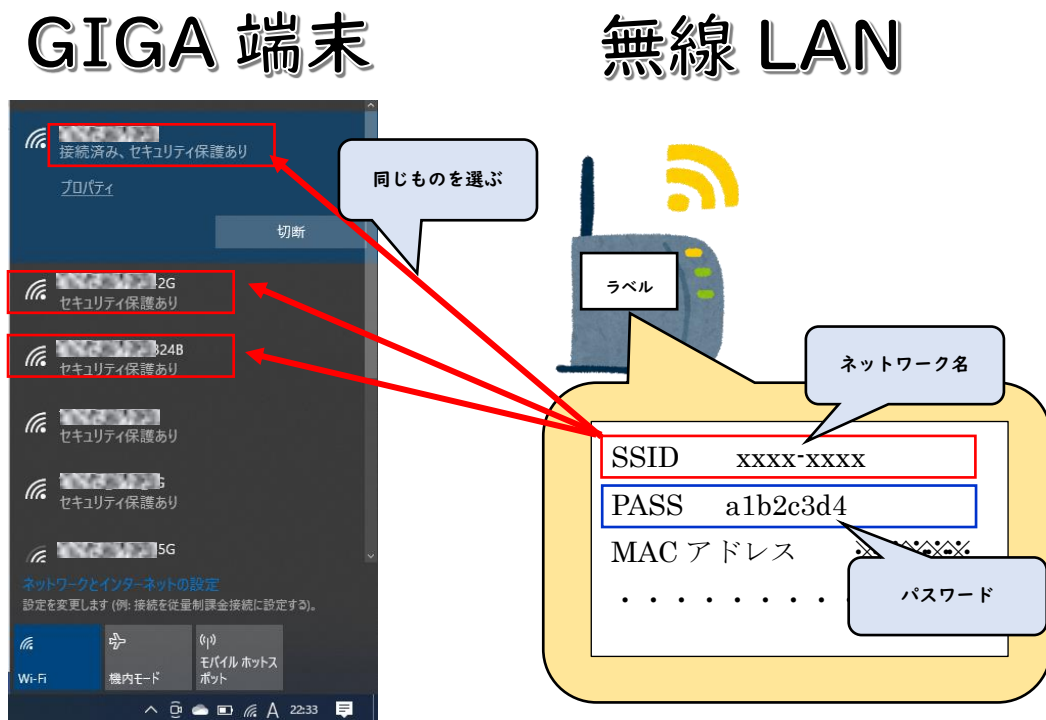 GIGA 端末
無線 LAN
接続済み、セキュリティ保護あり
プロパティ
切断
2G
セキュリティ保護あり
324B
セキュリティ保護あり
セキュリティ保護あり
セキュリティ保護あり
5G
ネットワークとインターネットの設定
設定を変更します (例: 接続を従量制課金接続に設定する)。
Wi-Fi
機内モード
モバイル ホットス
ポット
A 22:33
同じものを選ぶ
ラベル
ネットワーク名
SSID xxxx-xxxx
PASS a1b2c3d4
MAC アドレス ※※※※※
・・・・・・・・・
パスワード